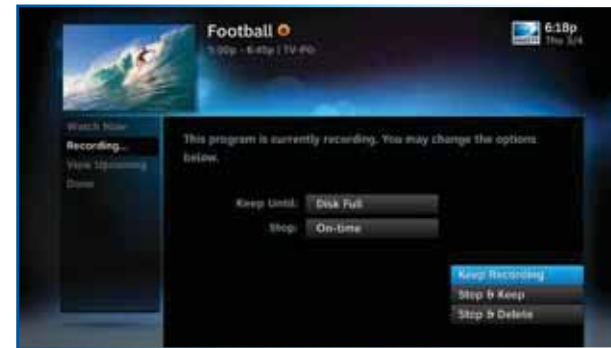 Football
6:18p
5:00p - 6:45p | TV-PG
Thu 3/4
Watch Now
Recording...
View Upcoming
Done
This program is currently recording. You may change the options
below.
Keep Until: Disk Full
Stop: On-time
Keep Recording
Stop & Keep
Stop & Delete